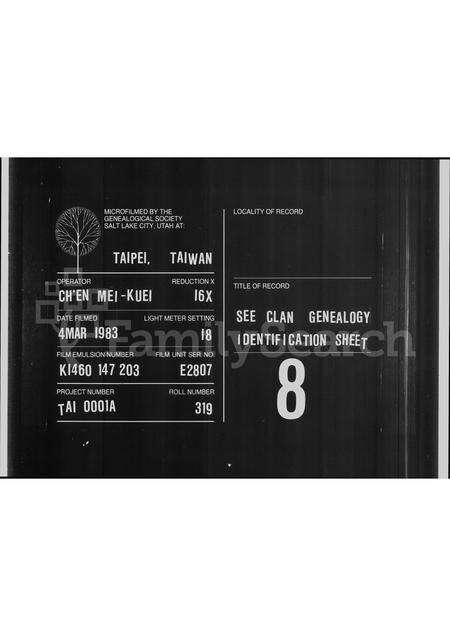 MICROFILMED BY THE
GENEALOGICAL SOCIETY
SALT LAKE CITY, UTAH AT:
TAIPEI, TAIWAN
OPERATOR REDUCTION X
CH'EN MEI-KUEI 16X
DATE FILMED LIGHT METER SETTING
4MAR 1983 18
FILM EMULSION NUMBER FILM UNIT SER. NO.
K1460 147 203 E2807
PROJECT NUMBER ROLL NUMBER
TAI 0001A 319
LOCALITY OF RECORD
TITLE OF RECORD
SEE CLAN GENEALOGY
IDENTIFICATION SHEET
8
FamilySearch